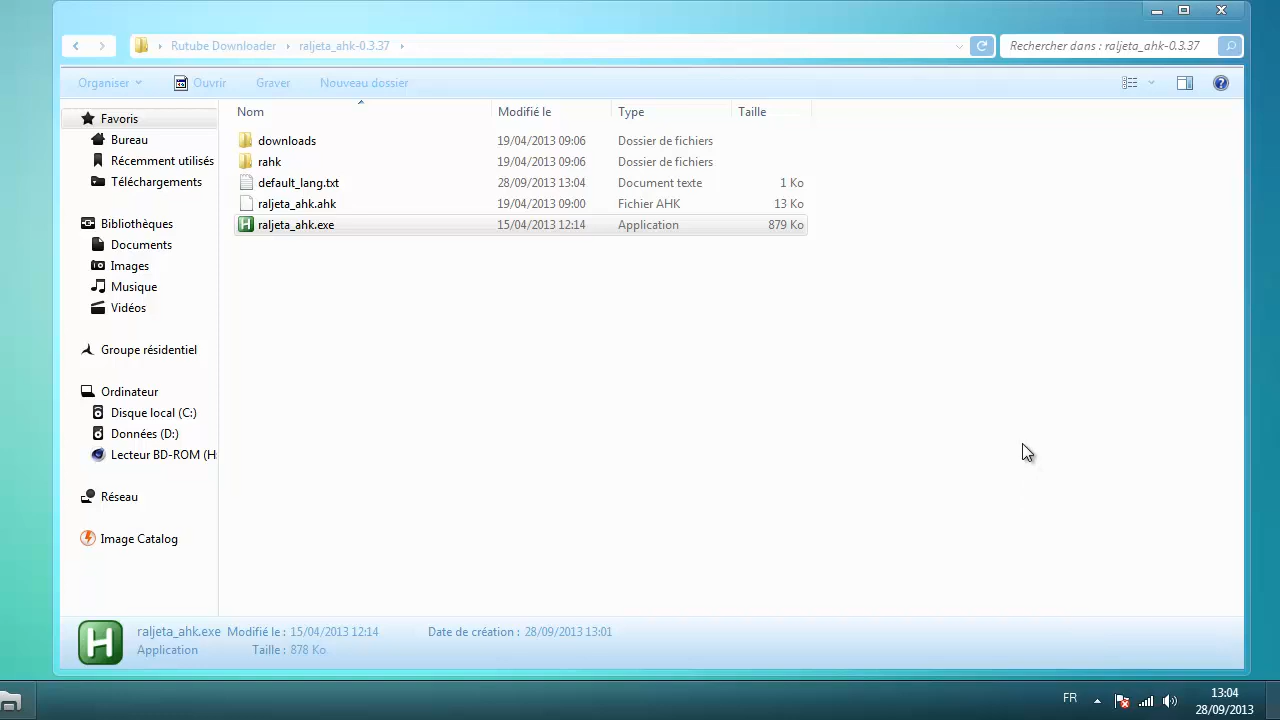 Rutube Downloader raljeta_ahk-0.3.37 Rechercher dans : raljeta_ahk-0.3.37
Organiser Ouvrir Graver Nouveau dossier
Nom Modifié le Type Taille
Favoris
Bureau
Récemment utilisés
Téléchargements
Bibliothèques
Documents
Images
Musique
Vidéos
Groupe résidentiel
Ordinateur
Disque local (C:)
Données (D:)
Lecteur BD-ROM (H:
Réseau
Image Catalog
downloads 19/04/2013 09:06 Dossier de fichiers
rahk 19/04/2013 09:06 Dossier de fichiers
default_lang.txt 28/09/2013 13:04 Document texte 1 Ko
raljeta_ahk.ahk 19/04/2013 09:00 Fichier AHK 13 Ko
raljeta_ahk.exe 15/04/2013 12:14 Application 879 Ko
H
raljeta_ahk.exe Modifié le : 15/04/2013 12:14 Date de création : 28/09/2013 13:01
Application Taille : 878 Ko
FR
13:04
28/09/2013